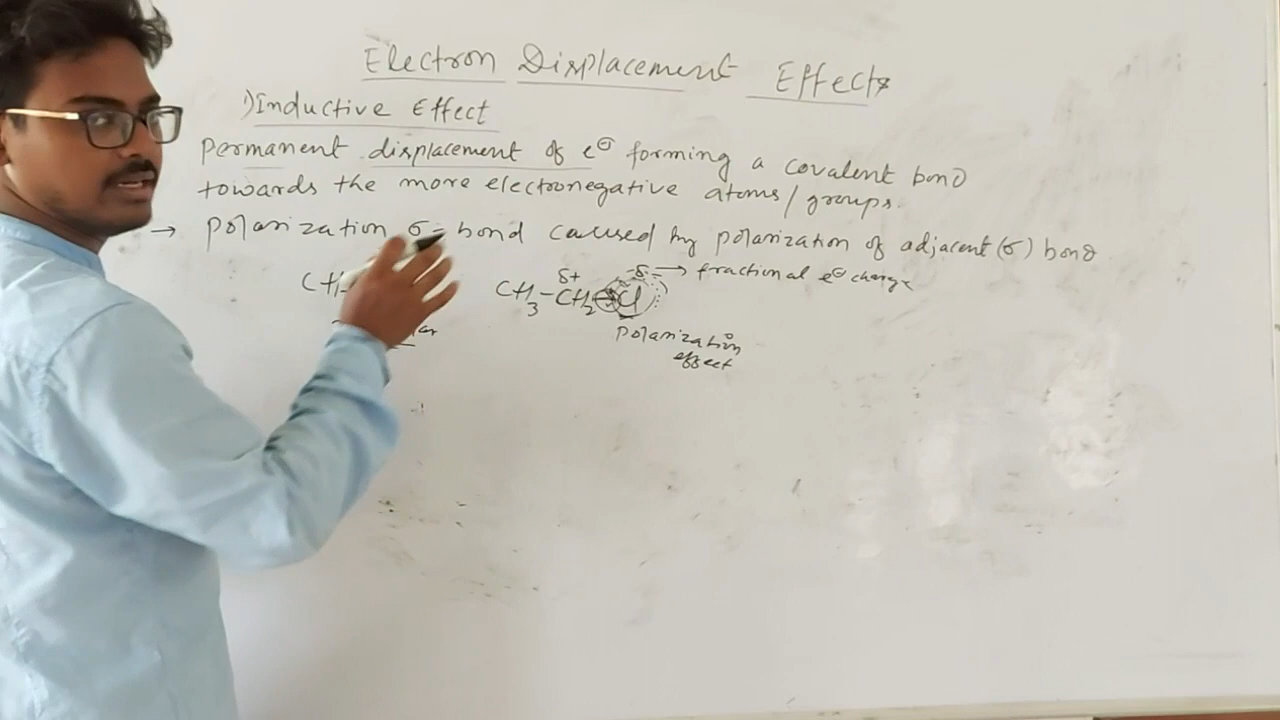 Electron Displacement Effects
1) Inductive Effect
Permanent displacement of e⊖ forming a covalent bond
towards the more electronegative atoms/groups.
→ Polarization σ-bond caused by polarization of adjacent (σ) bond
CH₃-CH₂ Cl δ+ -δ- → fractional e⊖ charge
Polarization
effect